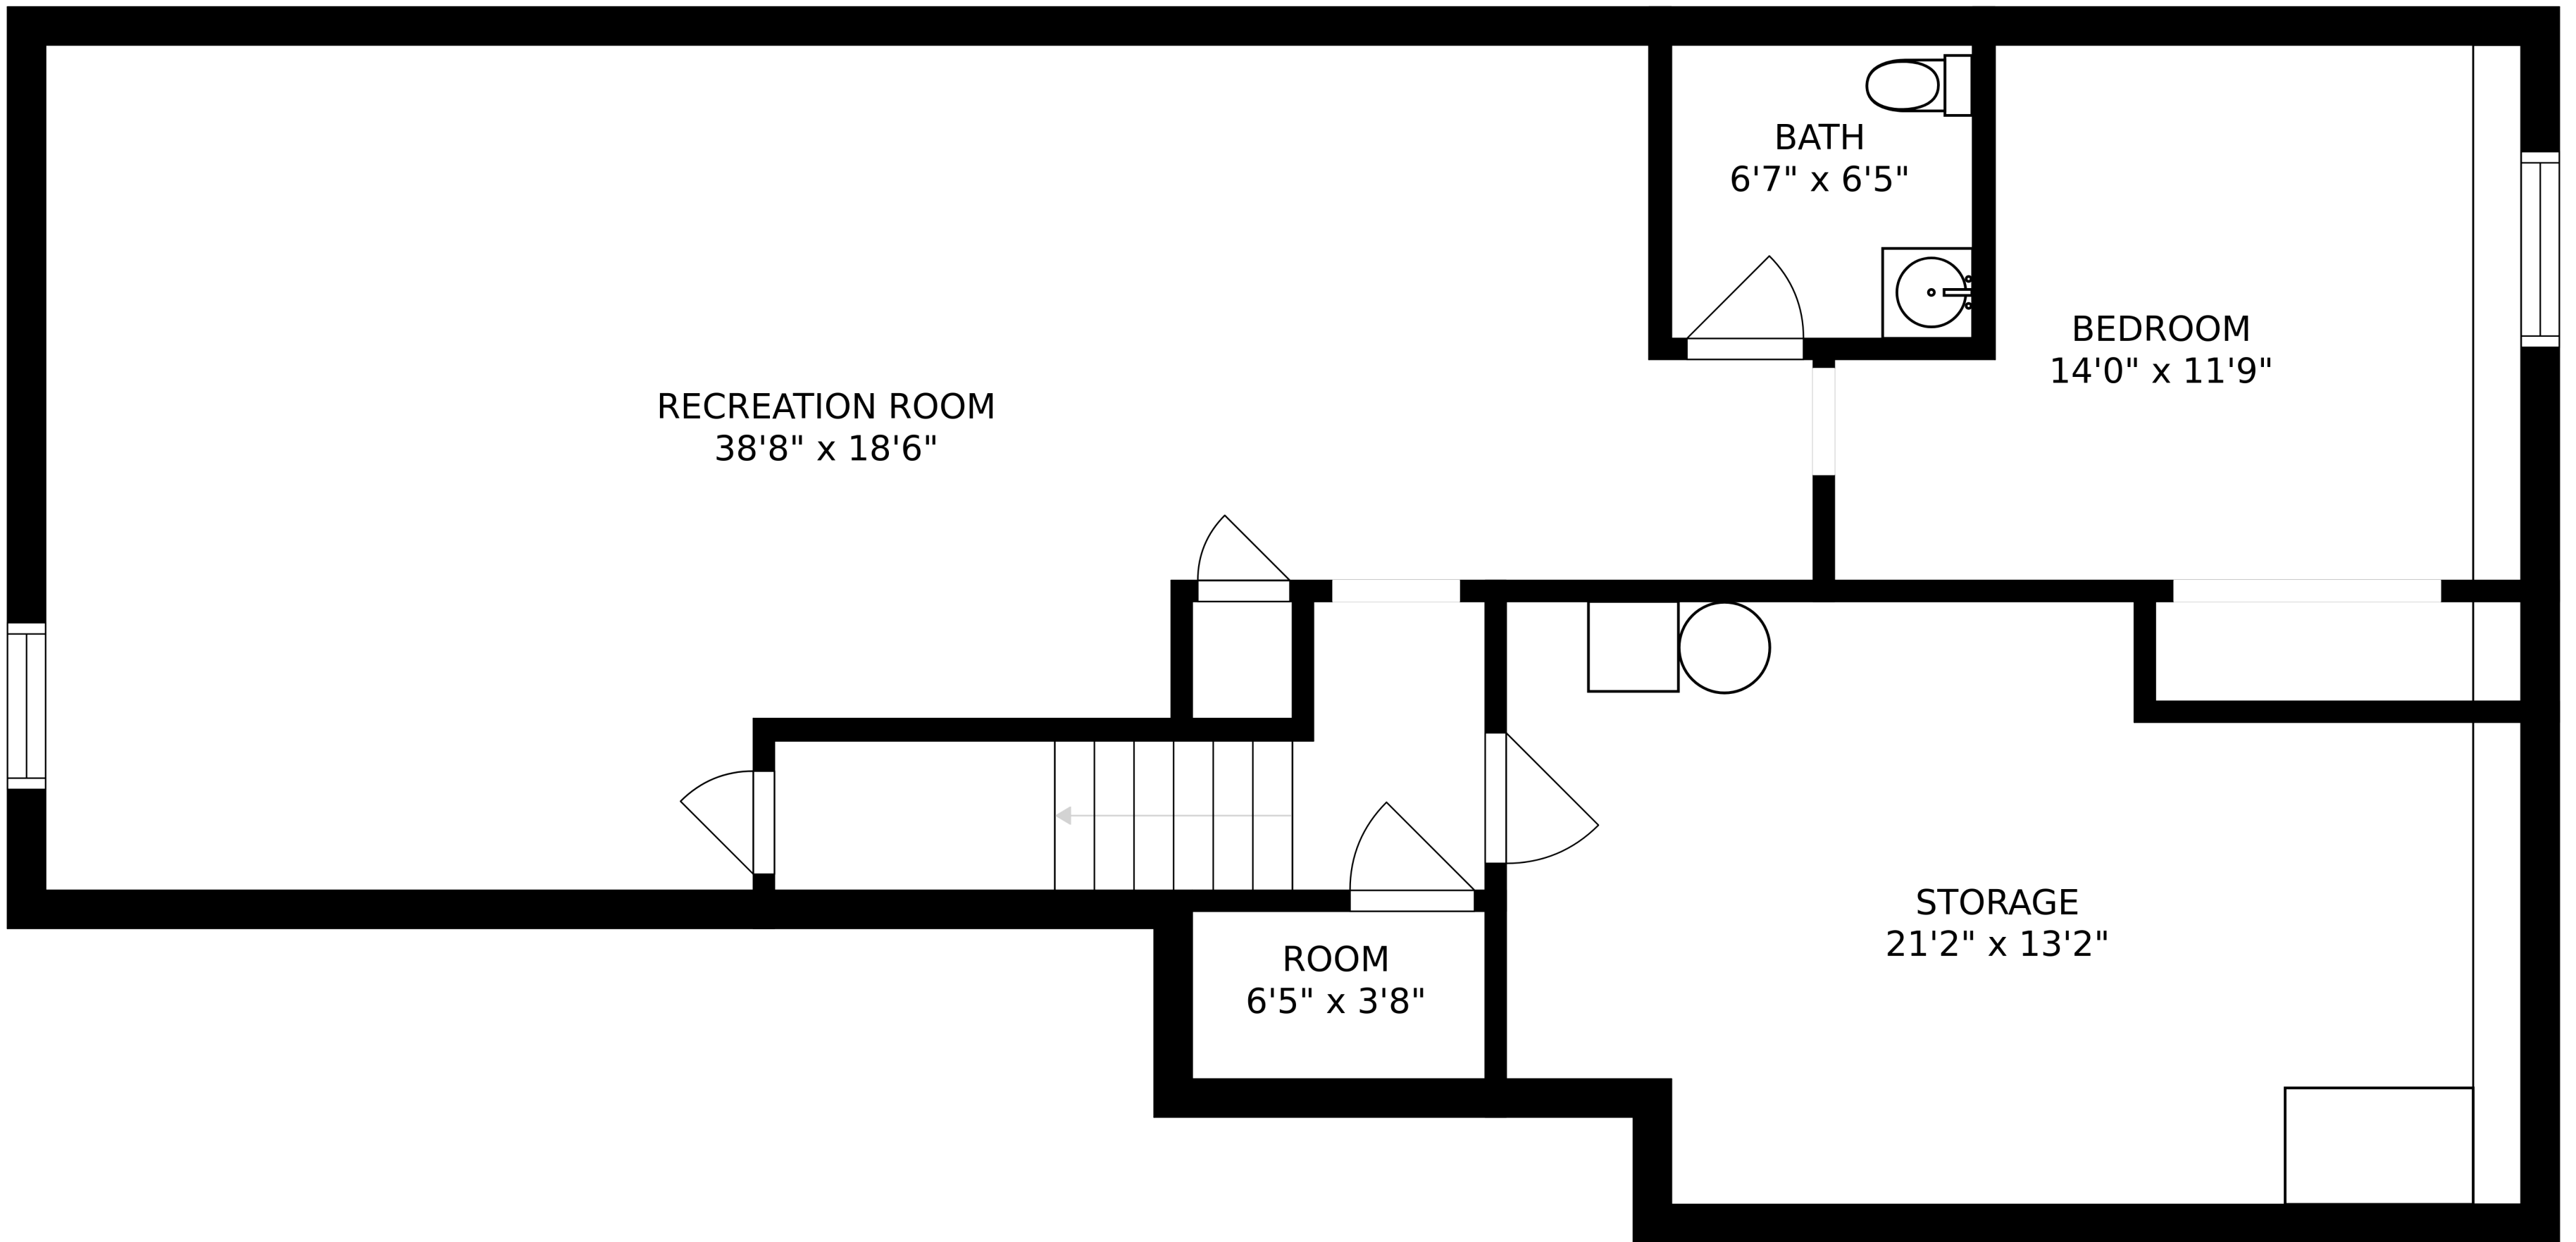 BATH
6'7" x 6'5"
BEDROOM
14'0" x 11'9"
RECREATION ROOM
38'8" x 18'6"
STORAGE
21'2" x 13'2"
ROOM
6'5" x 3'8"